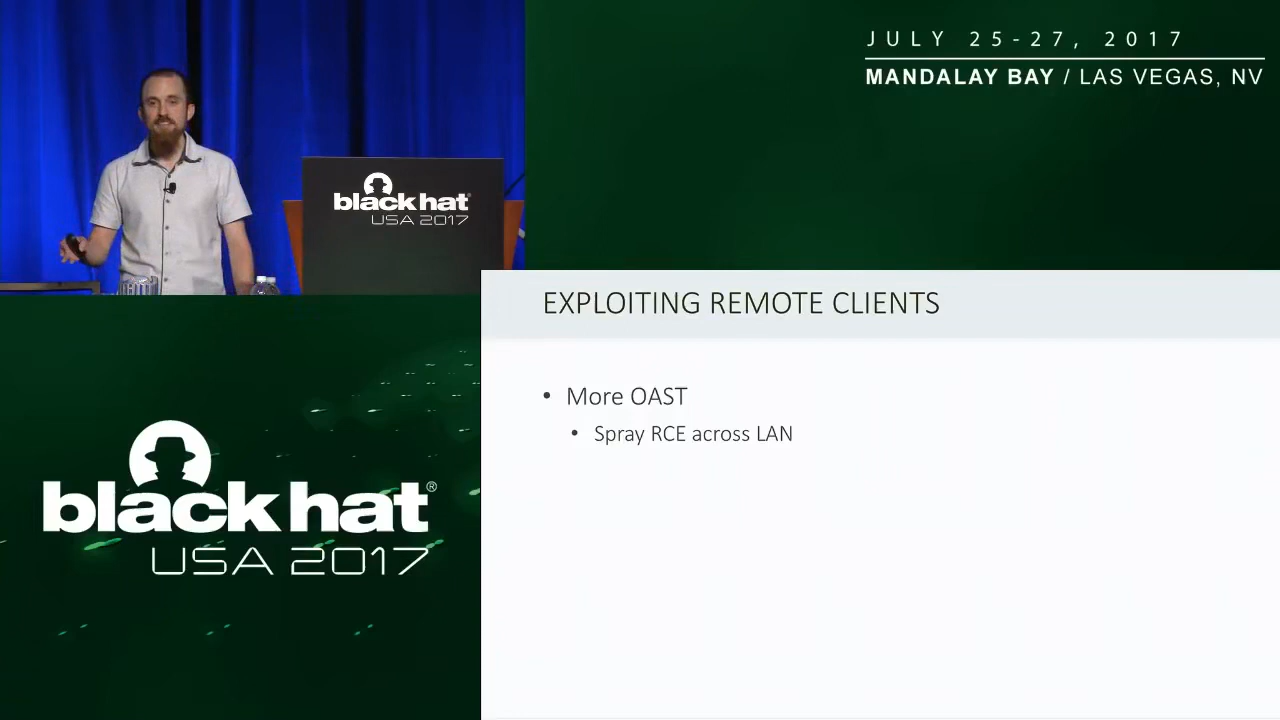 JULY 25-27, 2017
MANDALAY BAY / LAS VEGAS, NV
black hat
USA 2017
EXPLOITING REMOTE CLIENTS
• More OAST
• Spray RCE across LAN
black hat®
USA 2017